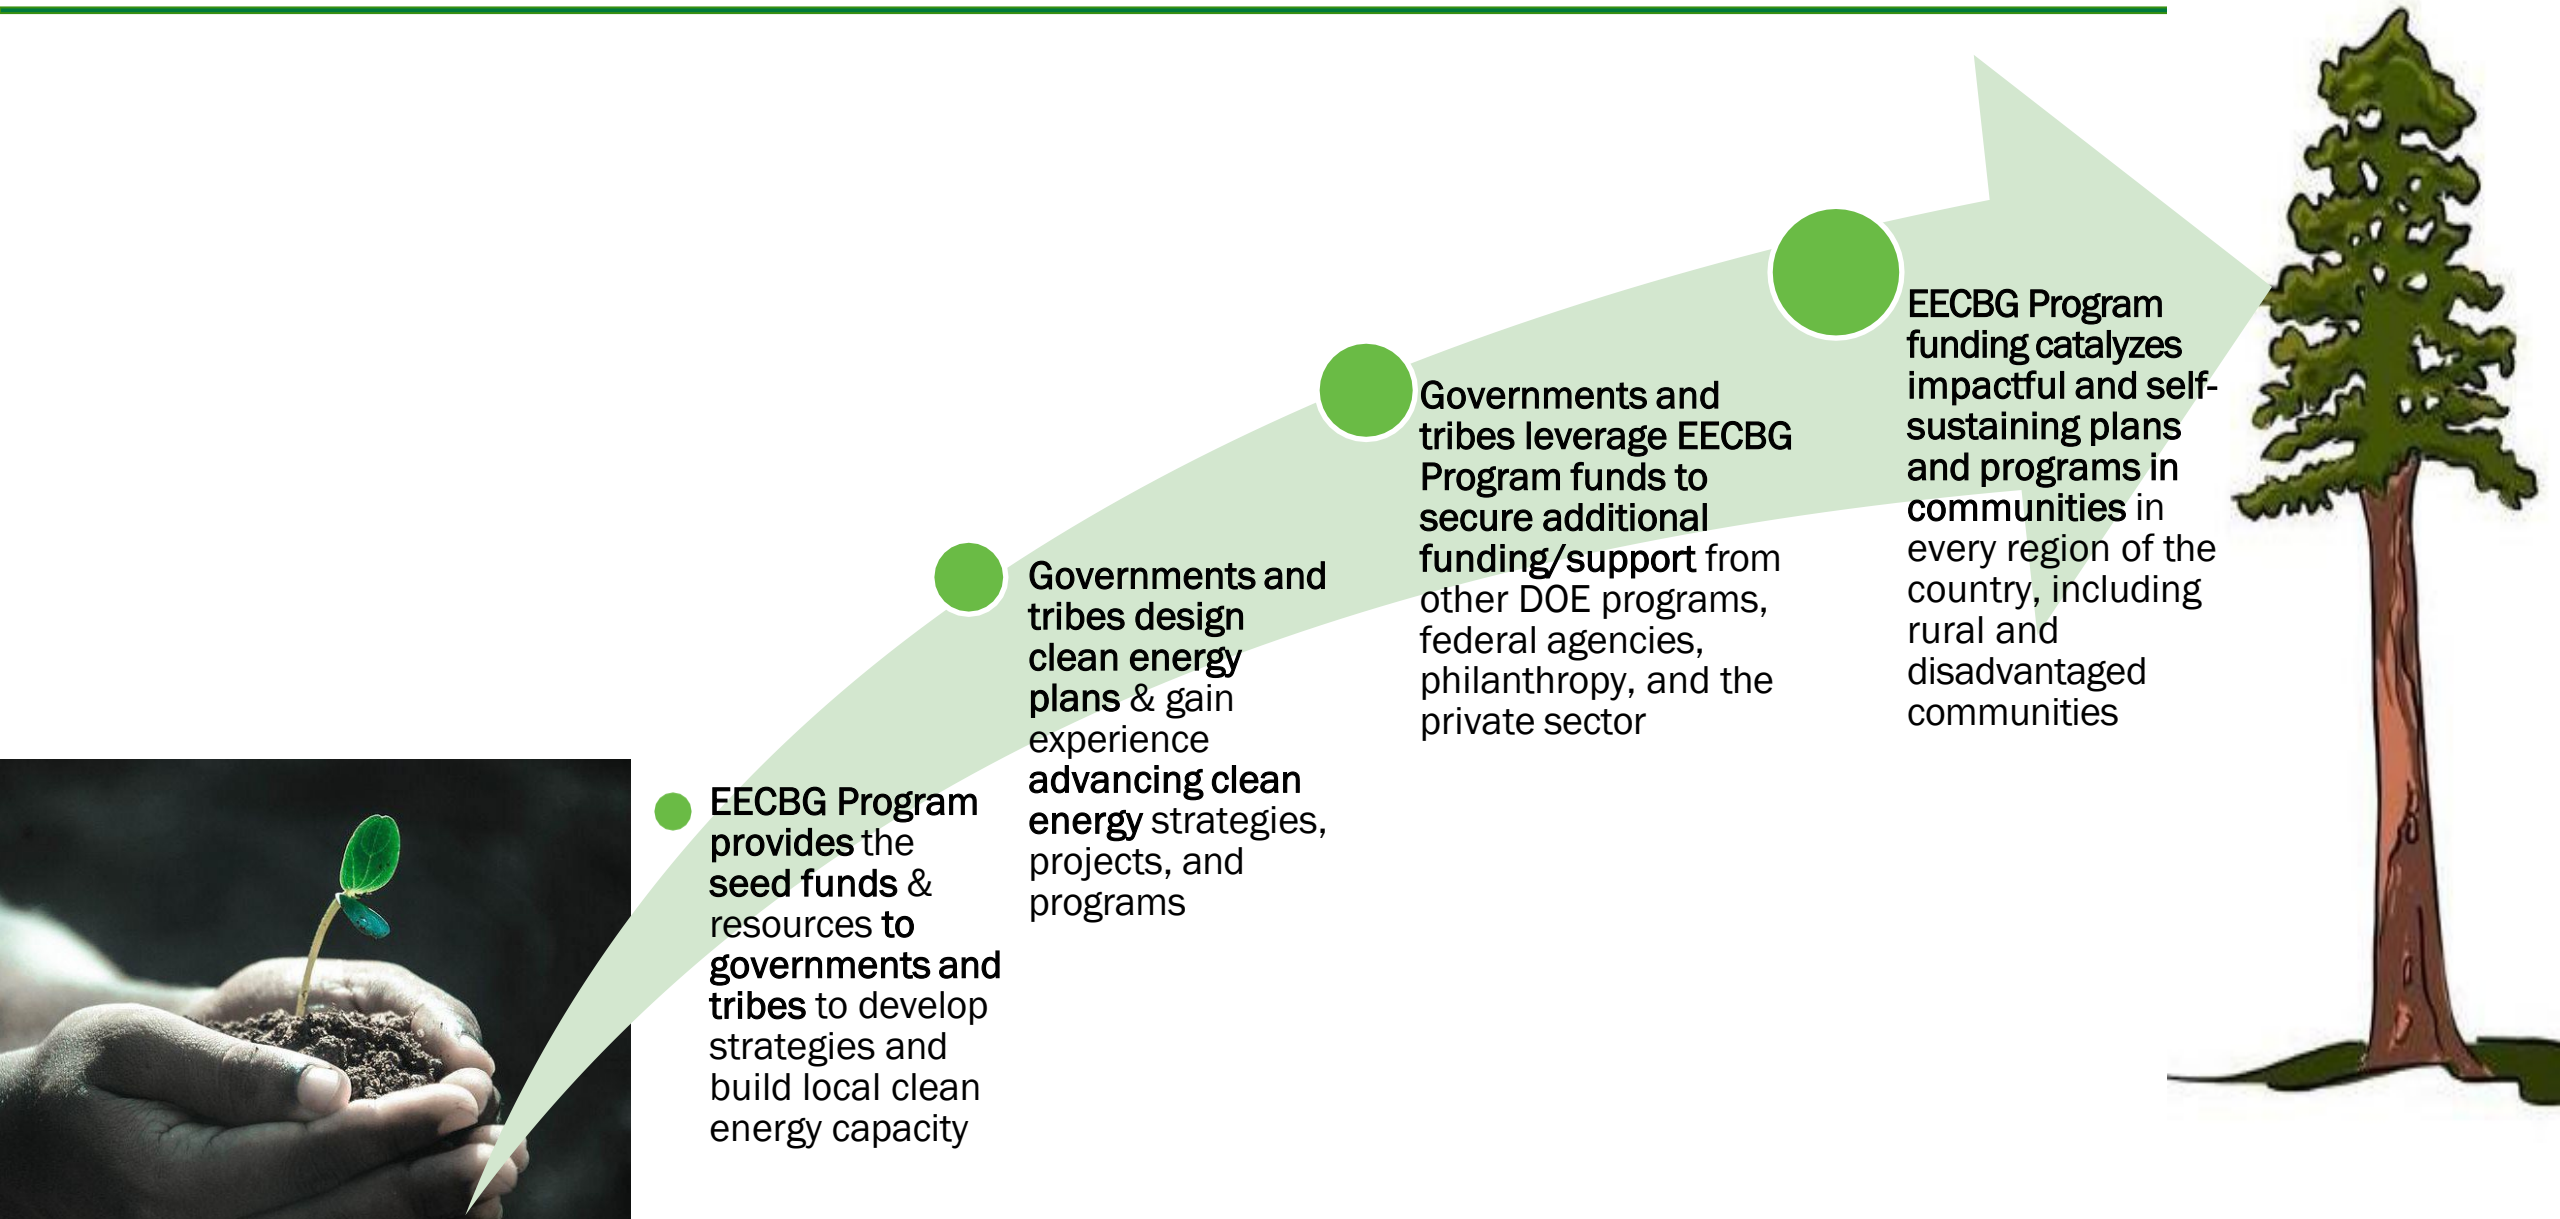 EECBG Program
provides the
seed funds &
resources to
governments and
tribes to develop
strategies and
build local clean
energy capacity
Governments and
tribes design
clean energy
plans & gain
experience
advancing clean
energy strategies,
projects, and
programs
Governments and
tribes leverage EECBG
Program funds to
secure additional
funding/support from
other DOE programs,
federal agencies,
philanthropy, and the
private sector
EECBG Program
funding catalyzes
impactful and self-
sustaining plans
and programs in
communities in
every region of the
country, including
rural and
disadvantaged
communities